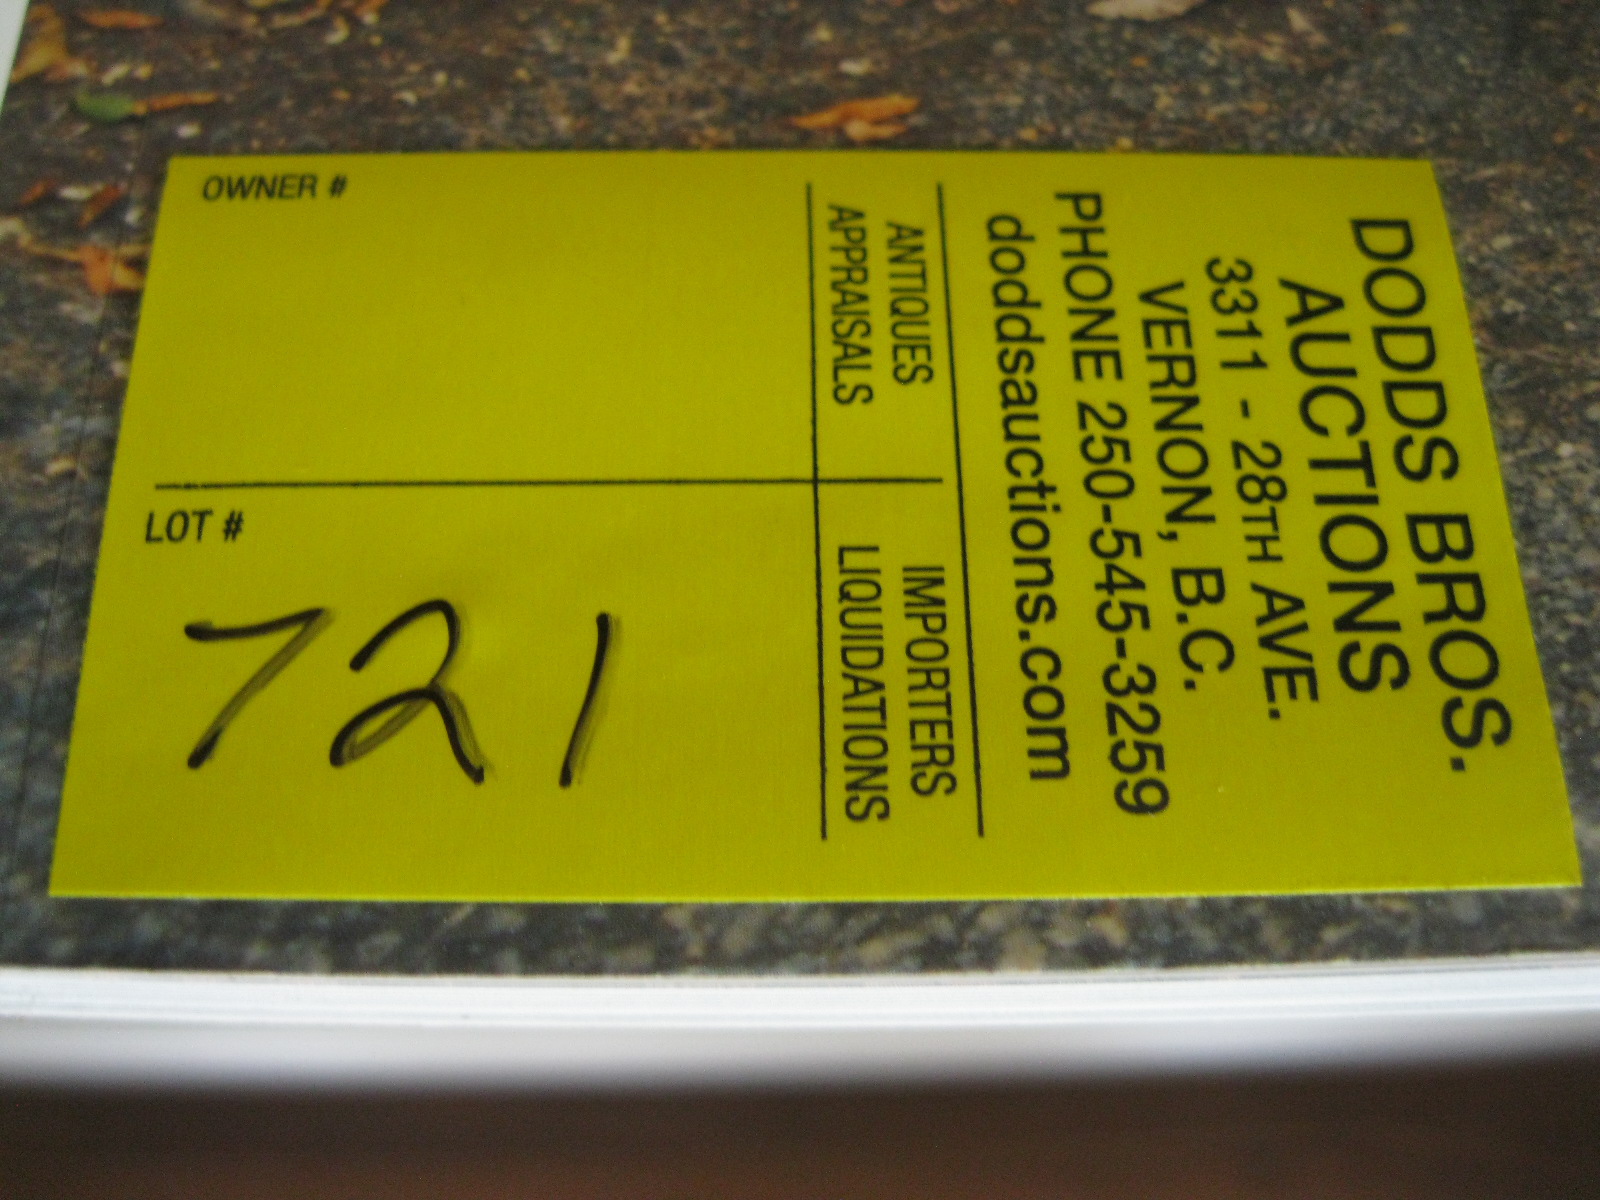 DODDS BROS.
AUCTIONS
3311 - 28TH AVE.
VERNON, B.C.
PHONE 250-545-3259
doddsauctions.com
ANTIQUES
APPRAISALS
IMPORTERS
LIQUIDATIONS
OWNER #
LOT #
721